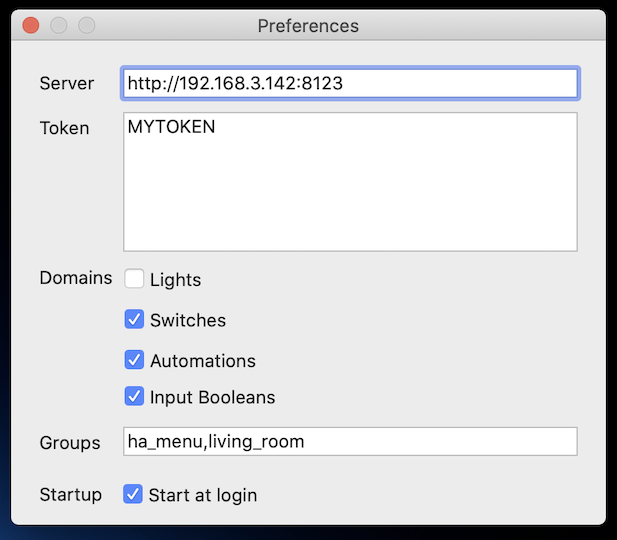 Preferences
Server http://192.168.3.142:8123
Token MYTOKEN
Domains Lights
Switches
Automations
Input Booleans
Groups ha_menu,living_room
Startup Start at login